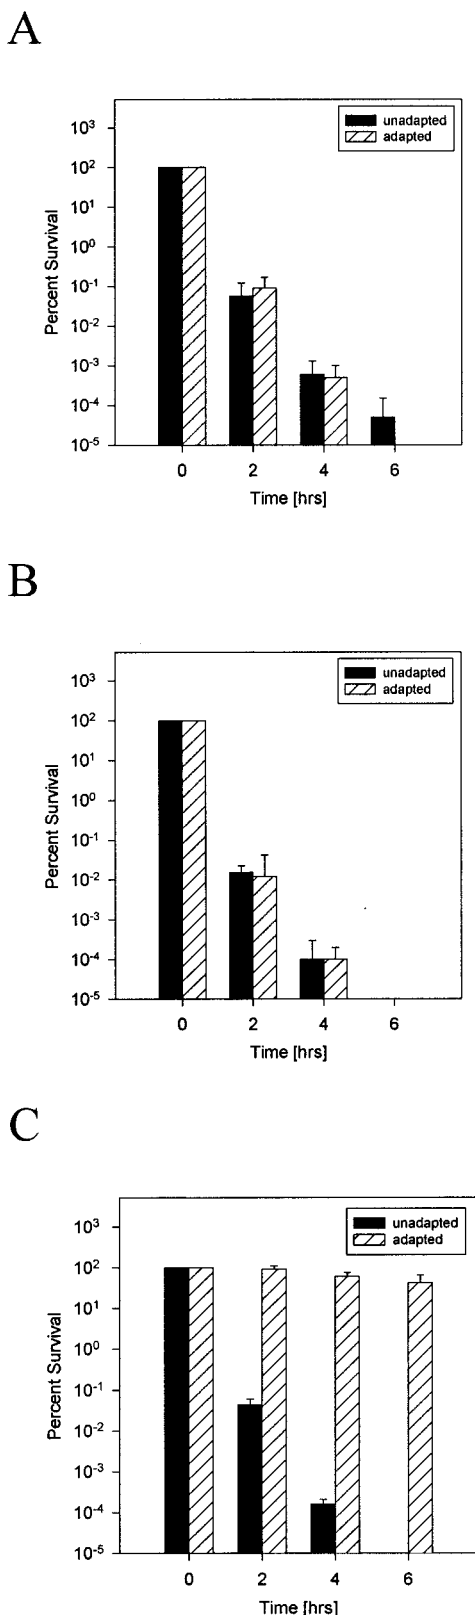 A
unadapted
adapted
10³
10²
10¹
10⁰
10⁻¹
10⁻²
10⁻³
10⁻⁴
10⁻⁵
Percent Survival
0 2 4 6
Time [hrs]
B
unadapted
adapted
10³
10²
10¹
10⁰
10⁻¹
10⁻²
10⁻³
10⁻⁴
10⁻⁵
Percent Survival
0 2 4 6
Time [hrs]
C
unadapted
adapted
10³
10²
10¹
10⁰
10⁻¹
10⁻²
10⁻³
10⁻⁴
10⁻⁵
Percent Survival
0 2 4 6
Time [hrs]